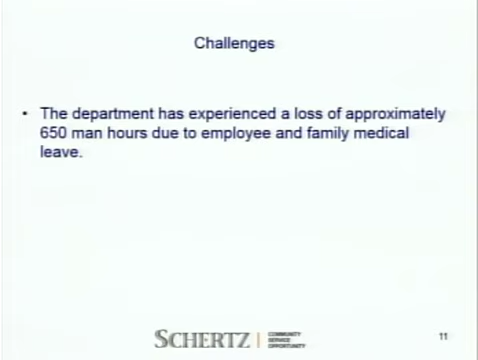 Challenges
• The department has experienced a loss of approximately
650 man hours due to employee and family medical
leave.
SCHERTZ | COMMUNITY
SERVICE
OPPORTUNITY
11